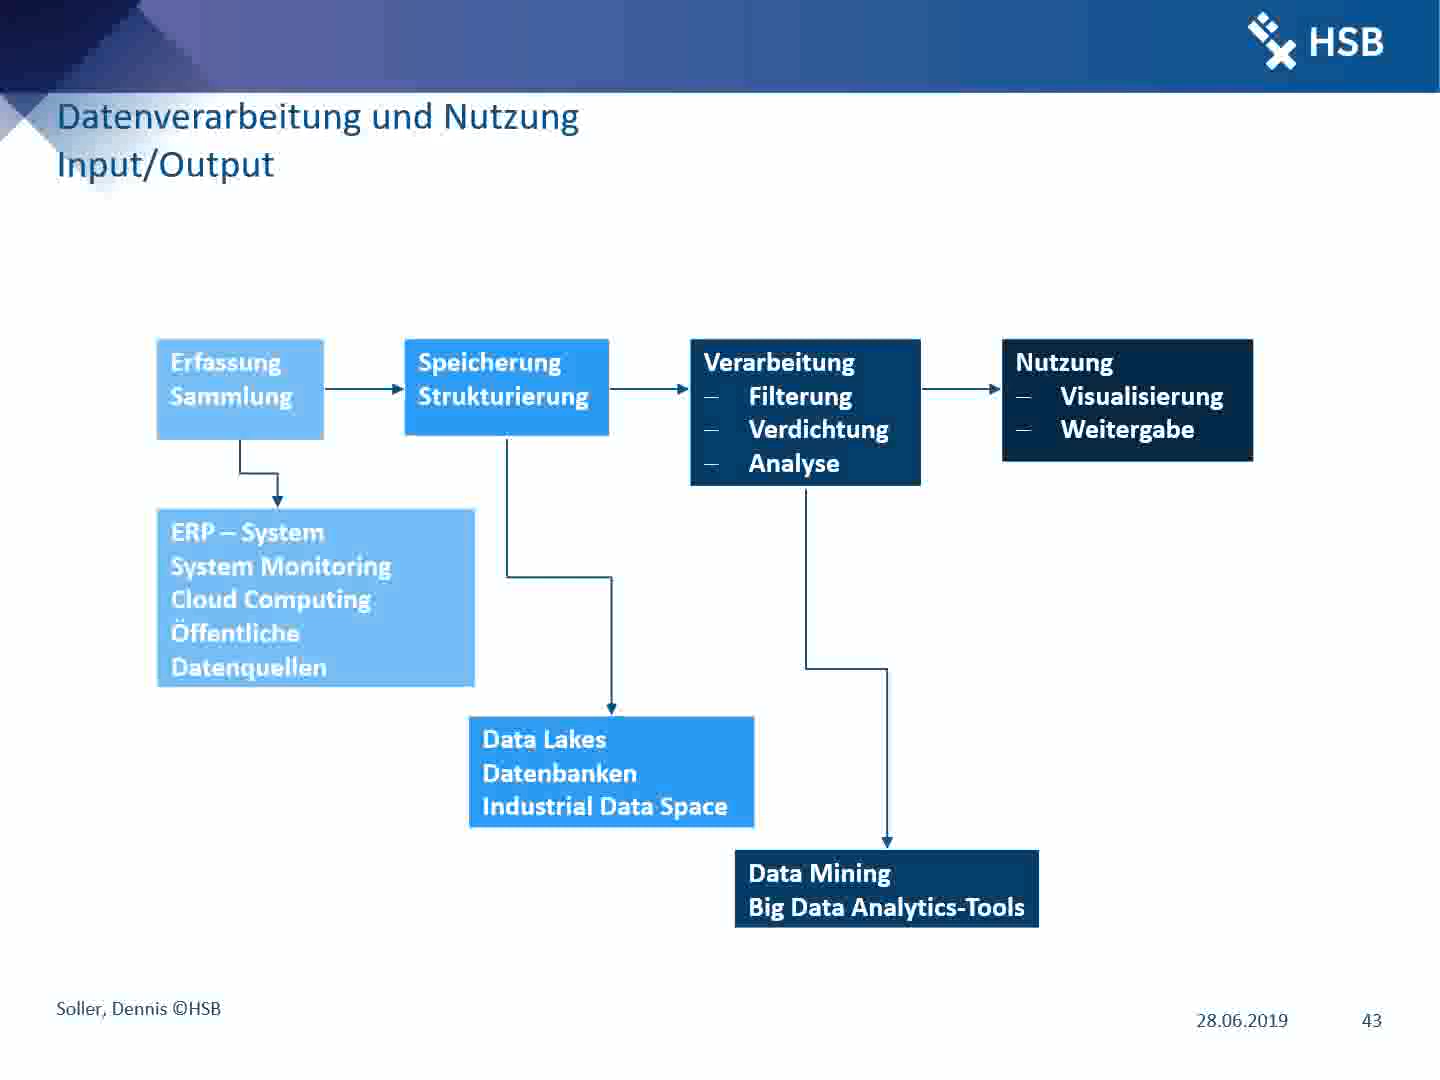 HSB
Datenverarbeitung und Nutzung
Input/Output
Erfassung
Sammlung
Speicherung
Strukturierung
Verarbeitung
– Filterung
– Verdichtung
– Analyse
Nutzung
– Visualisierung
– Weitergabe
ERP – System
System Monitoring
Cloud Computing
Öffentliche
Datenquellen
Data Lakes
Datenbanken
Industrial Data Space
Data Mining
Big Data Analytics-Tools
Soller, Dennis ©HSB
28.06.2019
43